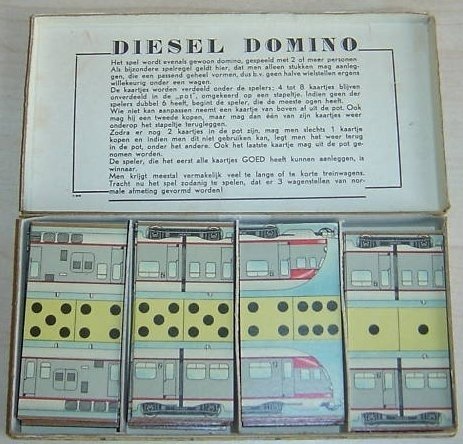 DIESEL DOMINO
Het spel wordt evenals gewoon domino, gespeeld met 2 of meer personen
Als bijzondere spelregel geldt hier, dat men alleen stukken mag aanleg-
gen, die een passend geheel vormen, dus b.v. geen halve wielstellen ergens
willekeurig onder een wagen.
De kaartjes worden verdeeld onder de spelers; 4 tot 8 kaartjes blijven
onverdeeld in de „pot", omgekeerd op een stapeltje. Indien geen der
spelers dubbel 6 heeft, begint de speler, die de meeste ogen heeft.
Wie niet kan aanpassen neemt een kaartje van boven af uit de pot. Ook
mag hij een tweede kopen, maar mag dan één van zijn kaartjes weer
onderop het stapeltje terugleggen.
Zodra er nog 2 kaartjes in de pot zijn, mag men slechts 1 kaartje
kopen en indien men dit niet gebruiken kan, legt men het weer terug
in de pot, onder het andere. Ook het laatste kaartje mag uit de pot ge-
nomen worden.
De speler, die het eerst alle kaartjes GOED heeft kunnen aanleggen, is
winnaar.
Men krijgt meestal vermakelijk veel te lange of te korte treinwagens.
Tracht nu het spel zodanig te spelen, dat er 3 wagenstellen van nor-
male afmeting gevormd worden!